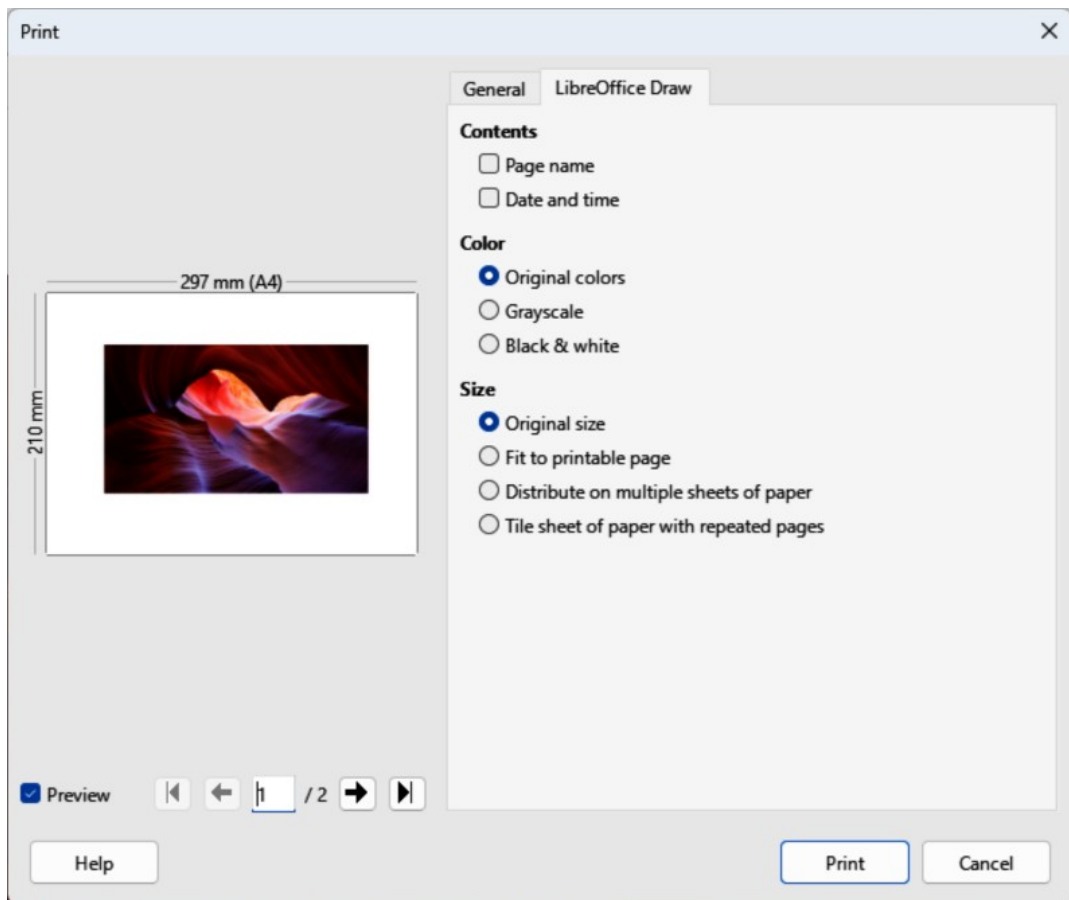 Print
General
LibreOffice Draw
Contents
Page name
Date and time
Color
Original colors
Grayscale
Black & white
Size
Original size
Fit to printable page
Distribute on multiple sheets of paper
Tile sheet of paper with repeated pages
297 mm (A4)
210 mm
Preview
1 / 2
Help
Print
Cancel